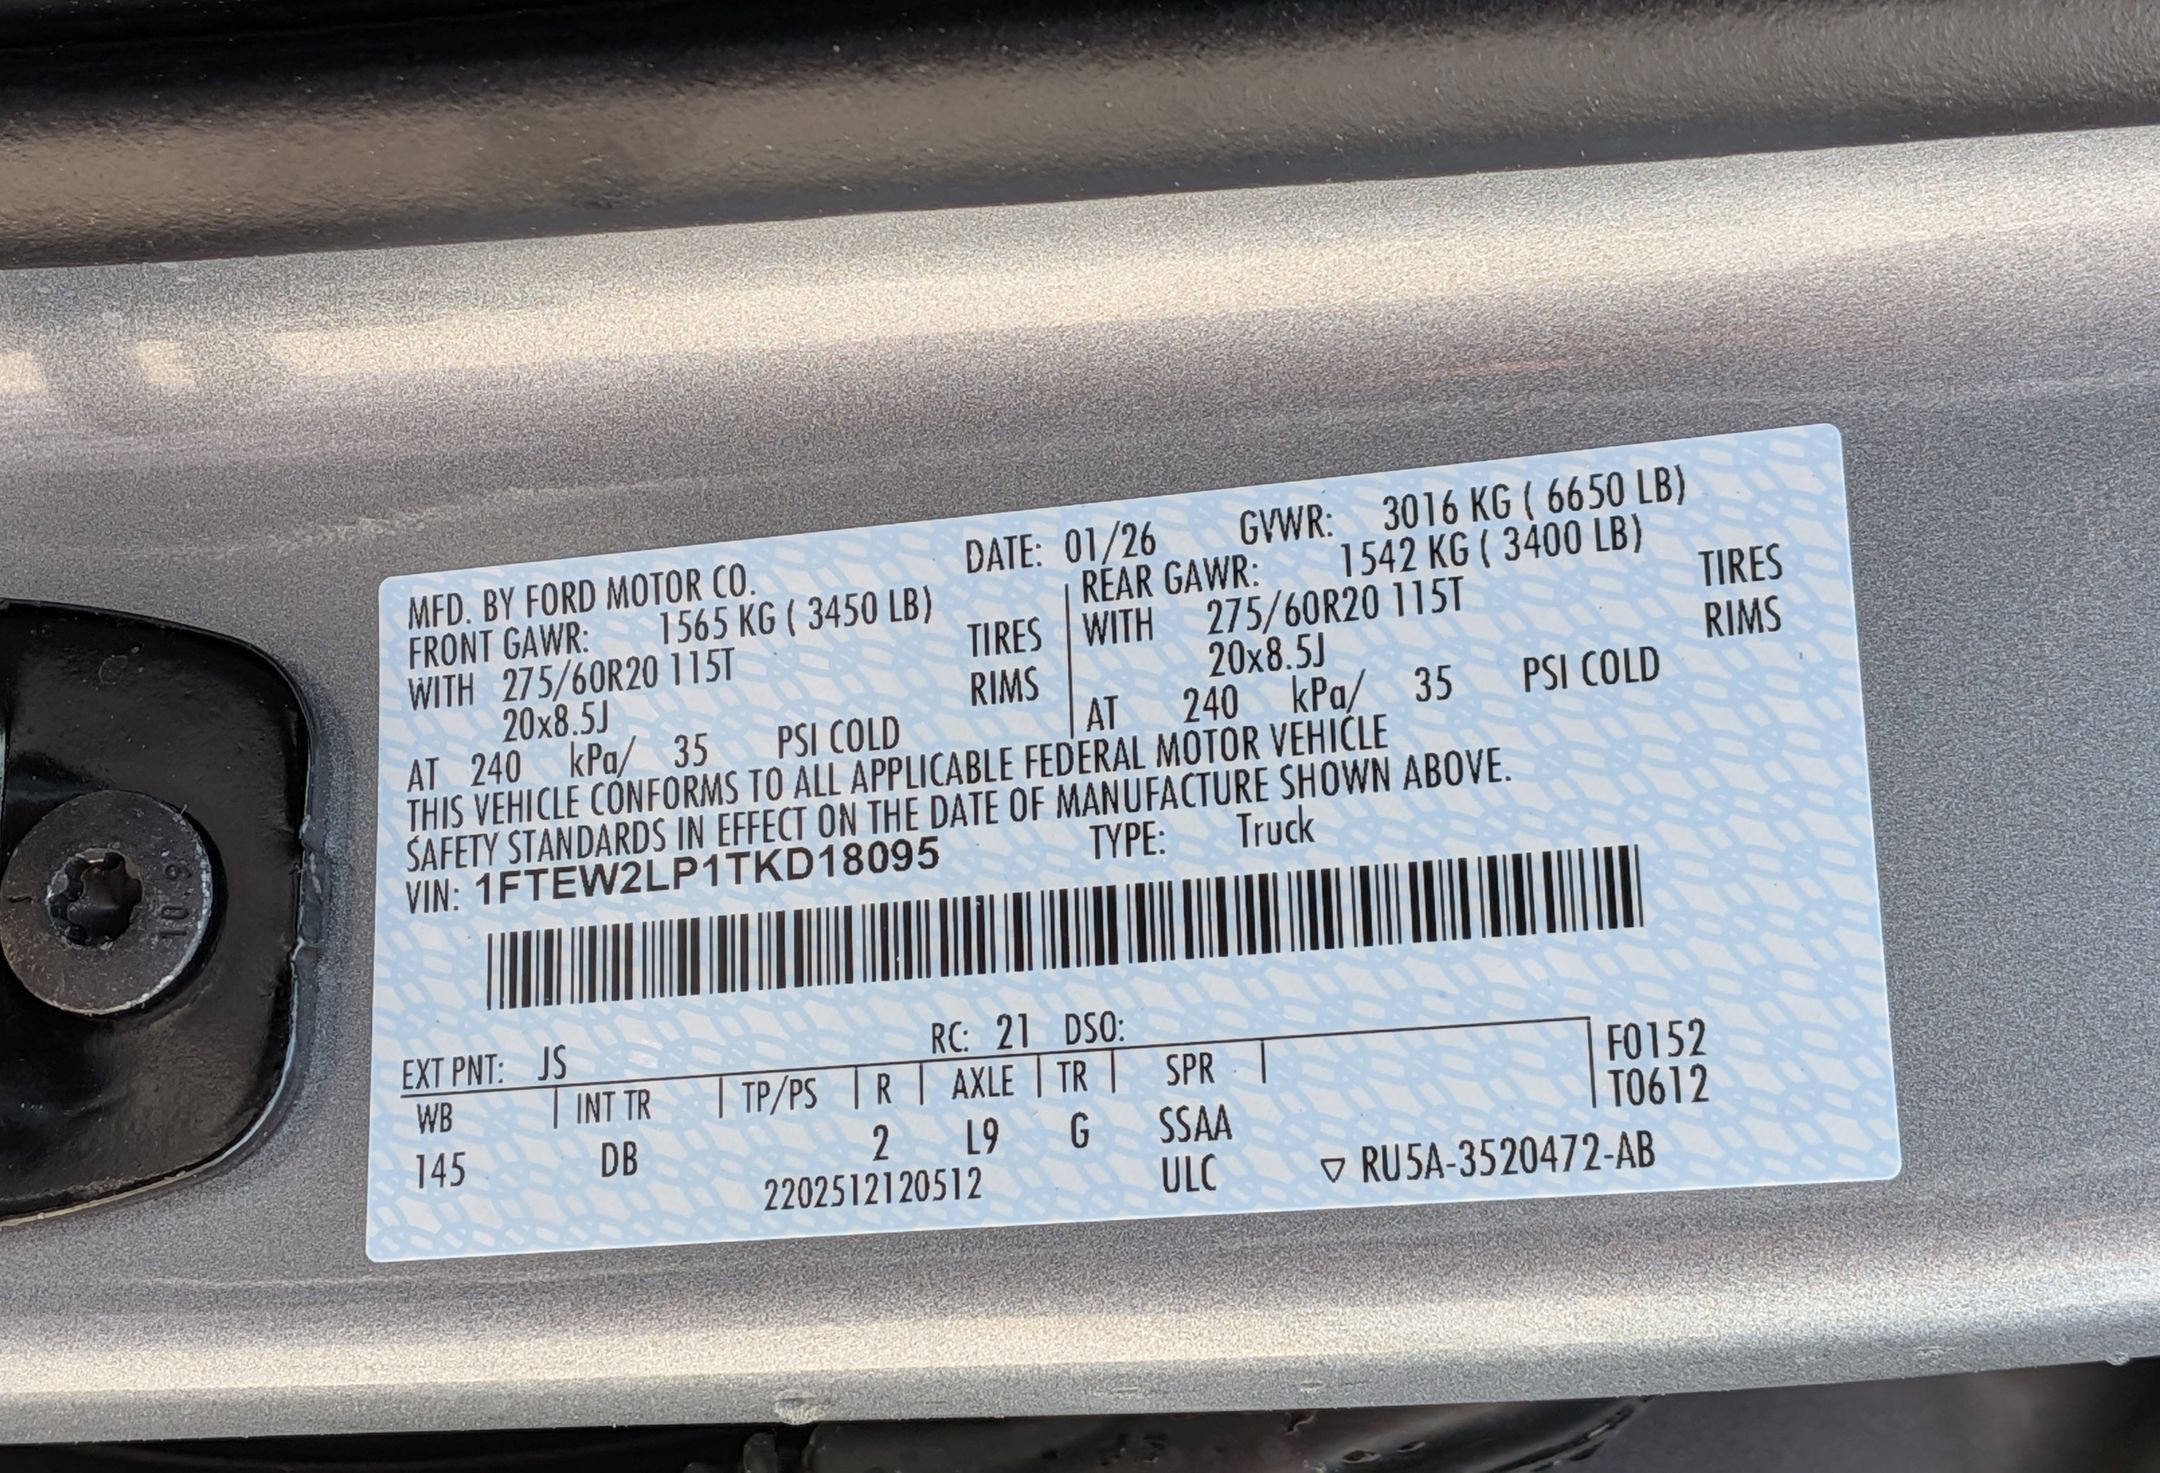 MFD. BY FORD MOTOR CO. DATE: 01/26 GVWR: 3016 KG ( 6650 LB)
FRONT GAWR: 1565 KG ( 3450 LB) REAR GAWR: 1542 KG ( 3400 LB)
WITH 275/60R20 115T TIRES WITH 275/60R20 115T TIRES
20x8.5J RIMS 20x8.5J RIMS
AT 240 kPa/ 35 PSI COLD AT 240 kPa/ 35 PSI COLD
THIS VEHICLE CONFORMS TO ALL APPLICABLE FEDERAL MOTOR VEHICLE
SAFETY STANDARDS IN EFFECT ON THE DATE OF MANUFACTURE SHOWN ABOVE.
VIN: 1FTEW2LP1TKD18095 TYPE: Truck
EXT PNT: JS RC: 21 DSO:
WB INT TR TP/PS R AXLE TR SPR F0152
145 DB 2 L9 G SSAA T0612
2202512120512 ULC ▽ RU5A-3520472-AB
10.9